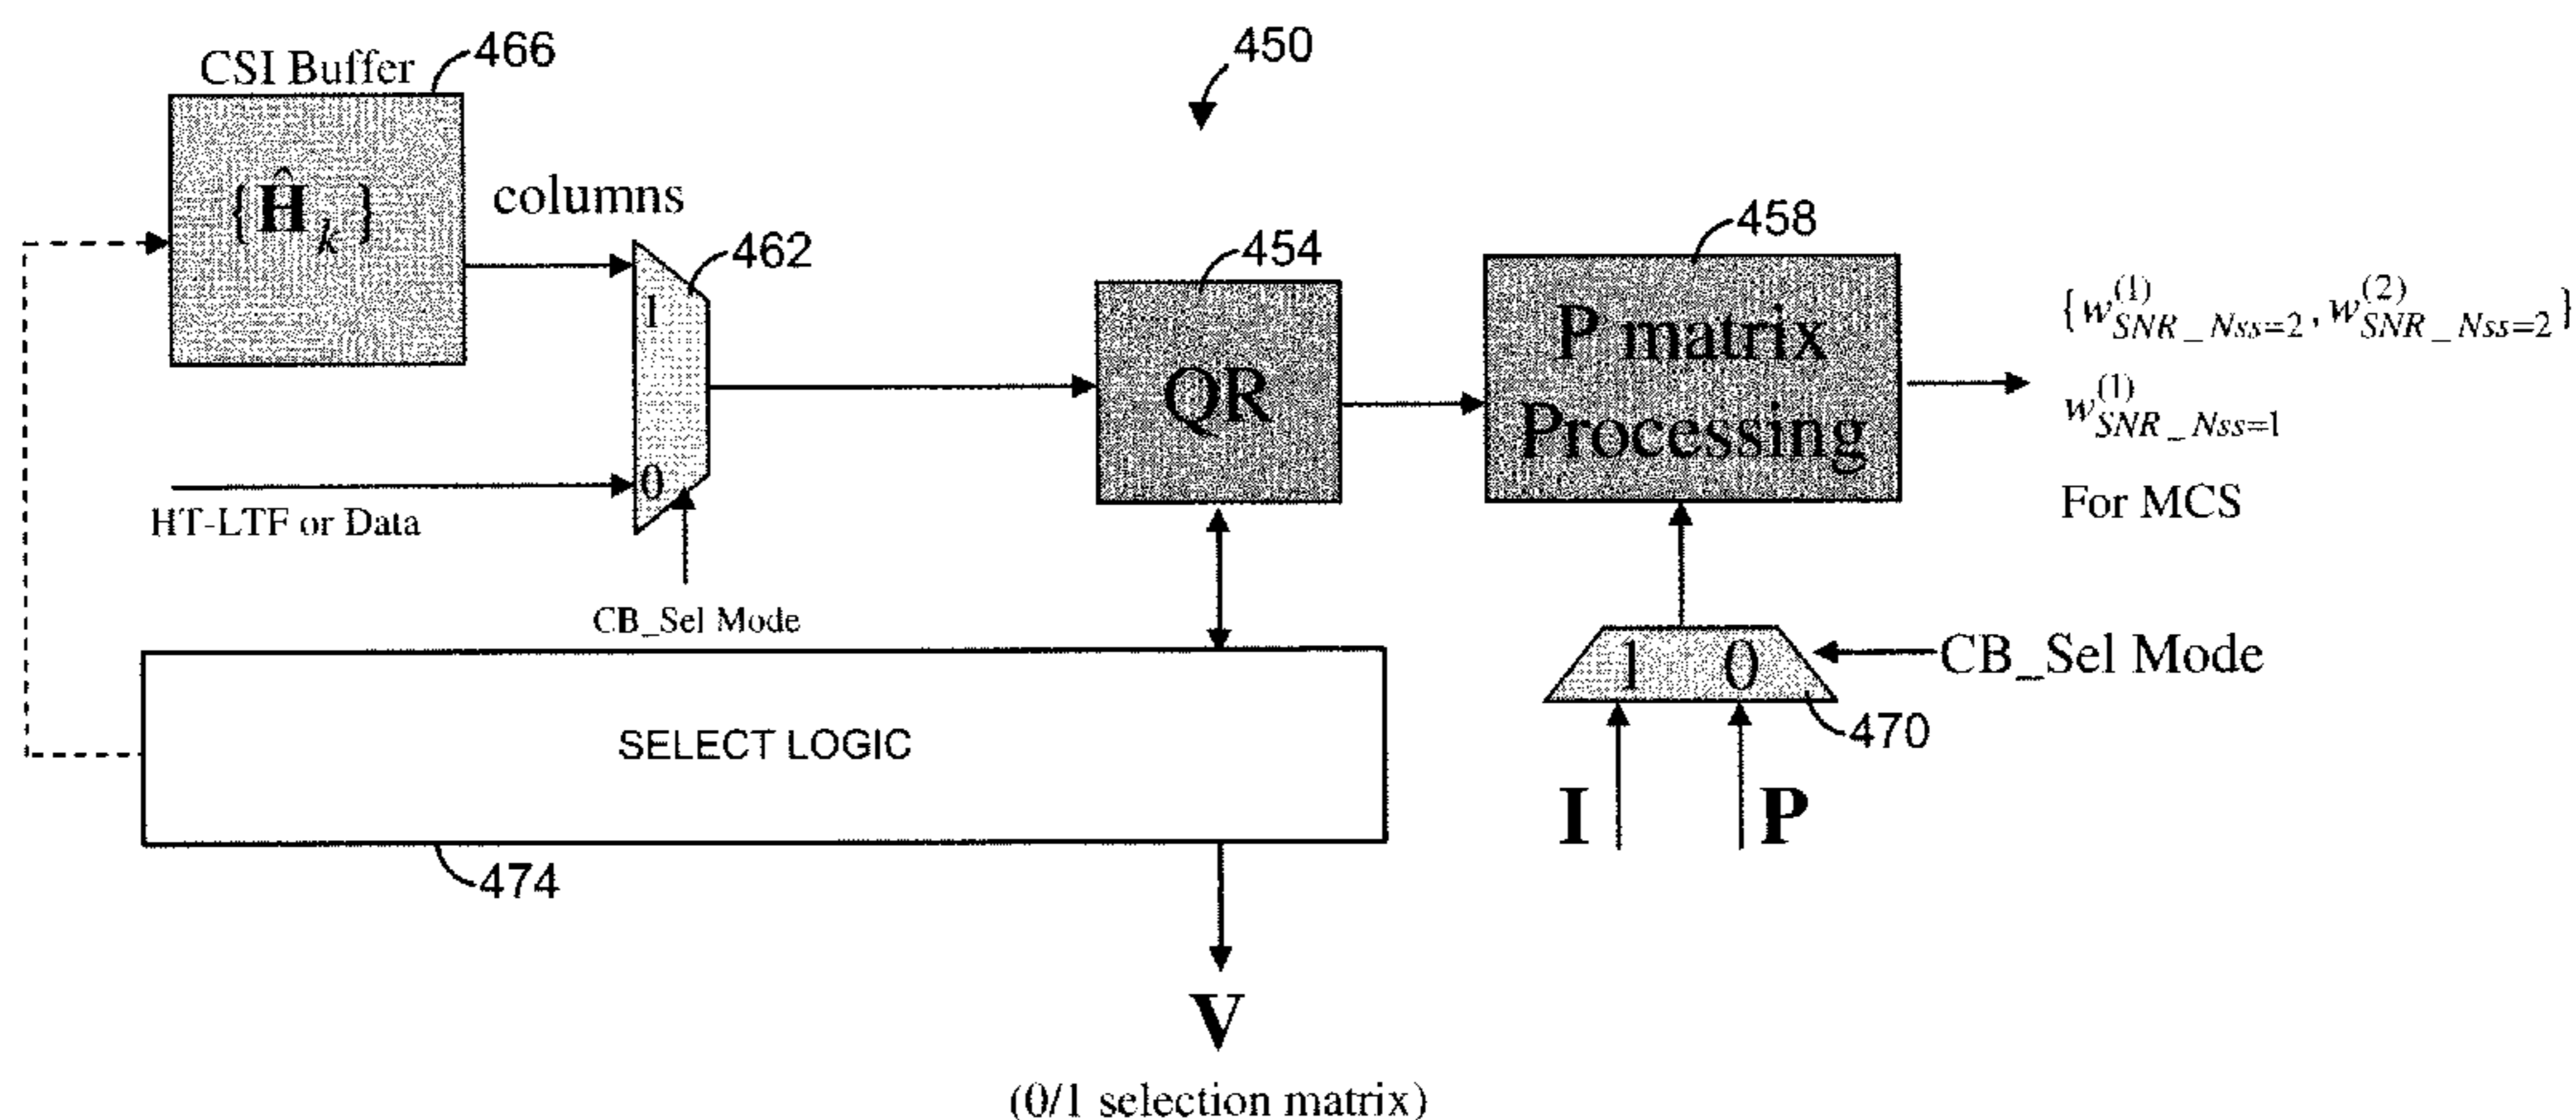 CSI Buffer
466
450
{Ĥ_k}
columns
462
454
458
1
0
QR
P matrix
Processing
{w^{(1)}_{SNR_Nss=2}, w^{(2)}_{SNR_Nss=2}}
w^{(1)}_{SNR_Nss=1}
For MCS
HT-LTF or Data
CB_Sel Mode
1 0
CB_Sel Mode
470
SELECT LOGIC
I
P
474
V
(0/1 selection matrix)